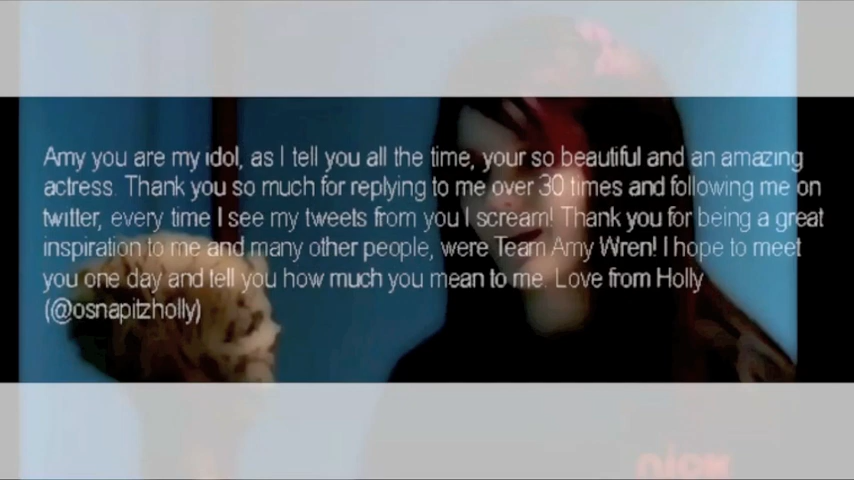 Amy you are my idol, as I tell you all the time, your so beautiful and an amazing
actress. Thank you so much for replying to me over 30 times and following me on
twitter, every time I see my tweets from you I scream! Thank you for being a great
inspiration to me and many other people, were Team Amy Wren! I hope to meet
you one day and tell you how much you mean to me. Love from Holly
(@osnapitzholly)
nick